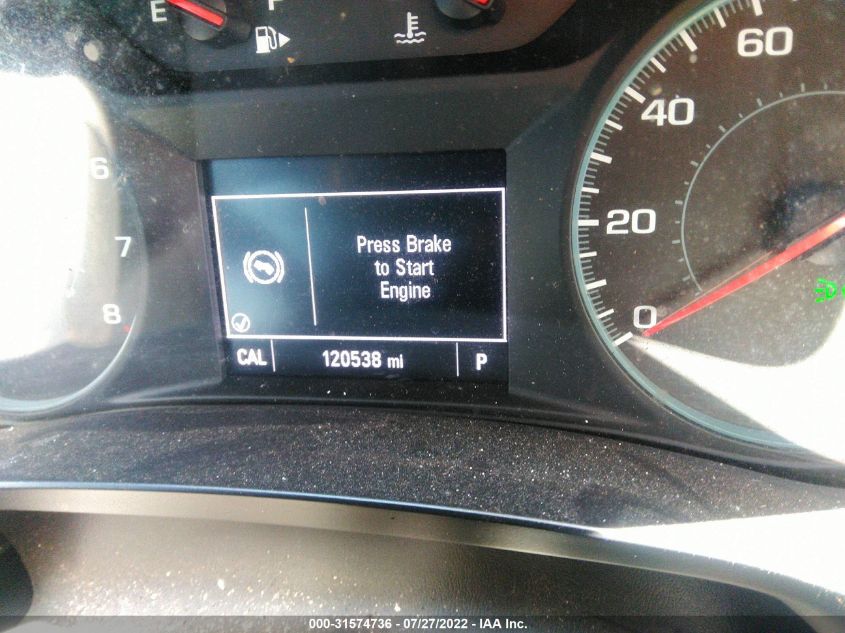 E
F
60
40
20
0
6
7
8
Press Brake
to Start
Engine
CAL 120538 mi P
000-31574736 - 07/27/2022 - IAA Inc.